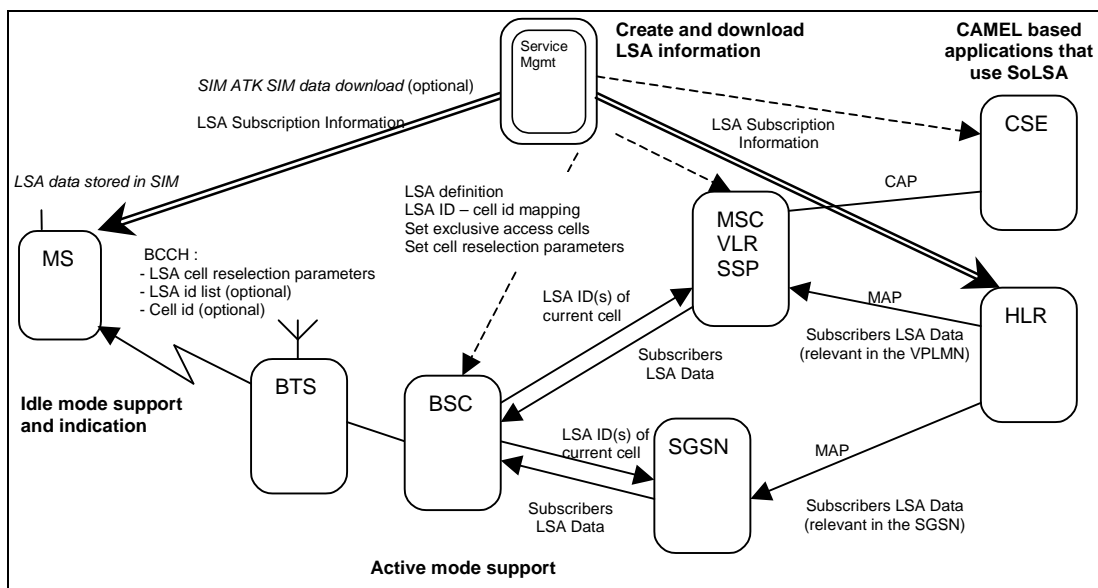 Service
Mgmt
Create and download
LSA information
CAMEL based
applications that
use SoLSA
SIM ATK SIM data download (optional)
LSA Subscription Information
LSA Subscription
Information
CSE
LSA data stored in SIM
CAP
LSA definition
LSA ID – cell id mapping
Set exclusive access cells
Set cell reselection parameters
MSC
VLR
SSP
MS
BCCH :
- LSA cell reselection parameters
- LSA id list (optional)
- Cell id (optional)
LSA ID(s) of
current cell
MAP
HLR
Subscribers LSA Data
(relevant in the VPLMN)
Subscribers
LSA Data
BTS
BSC
Idle mode support
and indication
LSA ID(s) of
current cell
SGSN
MAP
Subscribers
LSA Data
Subscribers LSA Data
(relevant in the SGSN)
Active mode support